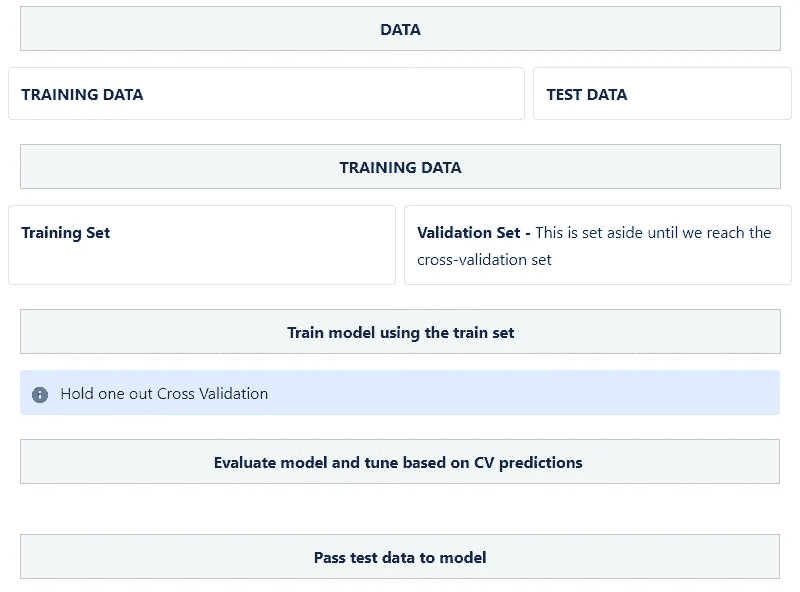 DATA
TRAINING DATA
TEST DATA
TRAINING DATA
Training Set
Validation Set - This is set aside until we reach the
cross-validation set
Train model using the train set
Hold one out Cross Validation
Evaluate model and tune based on CV predictions
Pass test data to model